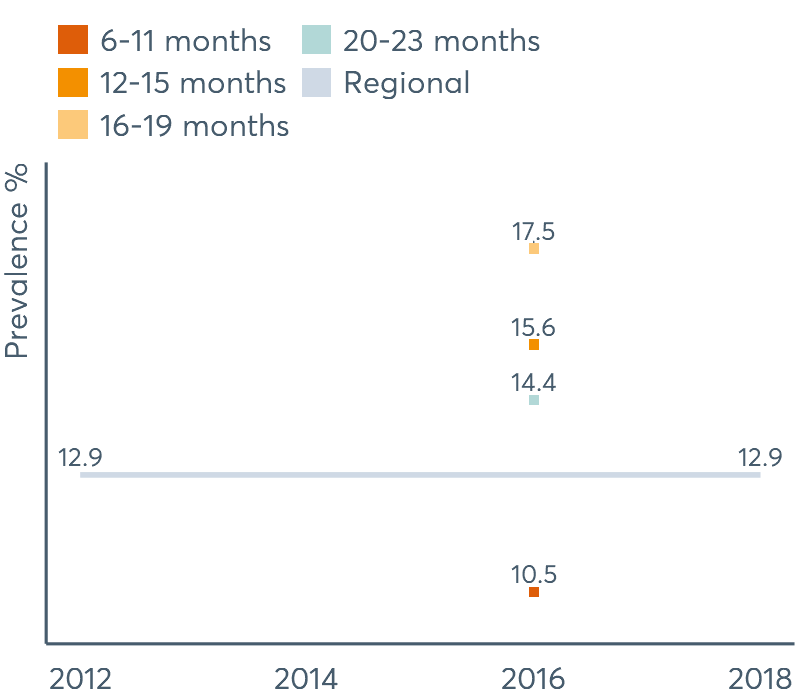 6-11 months
20-23 months
12-15 months
Regional
16-19 months
Prevalence %
17.5
15.6
14.4
12.9
12.9
10.5
2012
2014
2016
2018